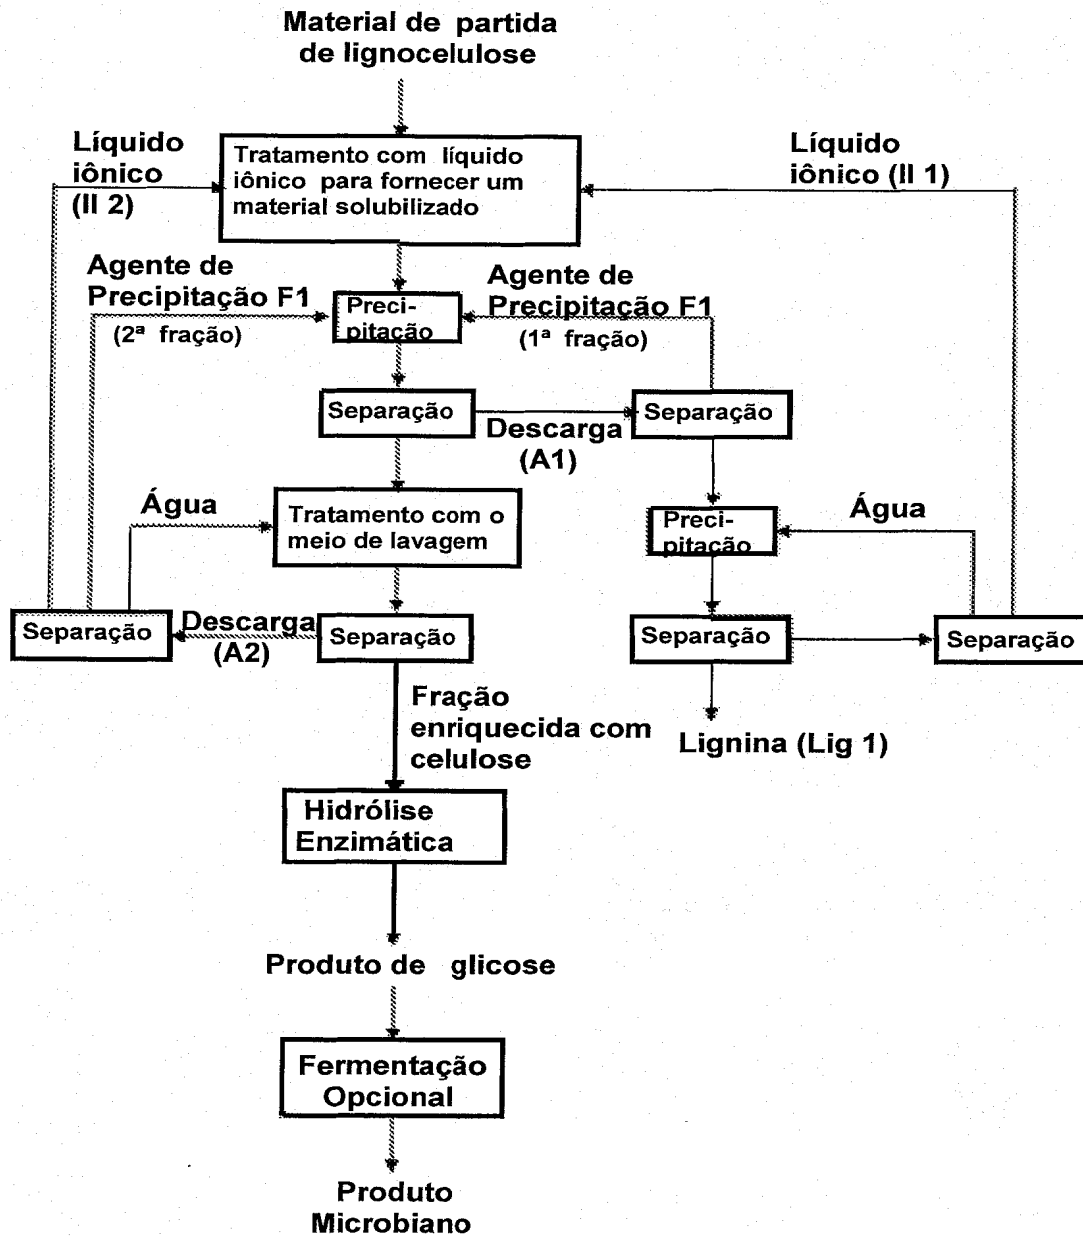 Material de partida
de lignocelulose
Líquido
iônico
(Il 2)
Tratamento com líquido
iônico para fornecer um
material solubilizado
Líquido
iônico (Il 1)
Agente de
Precipitação F1
(2ª fração)
Preci-
pitação
Agente de
Precipitação F1
(1ª fração)
Separação
Descarga
(A1)
Separação
Água
Tratamento com o
meio de lavagem
Preci-
pitação
Água
Separação
Descarga
(A2)
Separação
Separação
Separação
Fração
enriquecida com
celulose
Lignina (Lig 1)
Hidrólise
Enzimática
Produto de glicose
Fermentação
Opcional
Produto
Microbiano